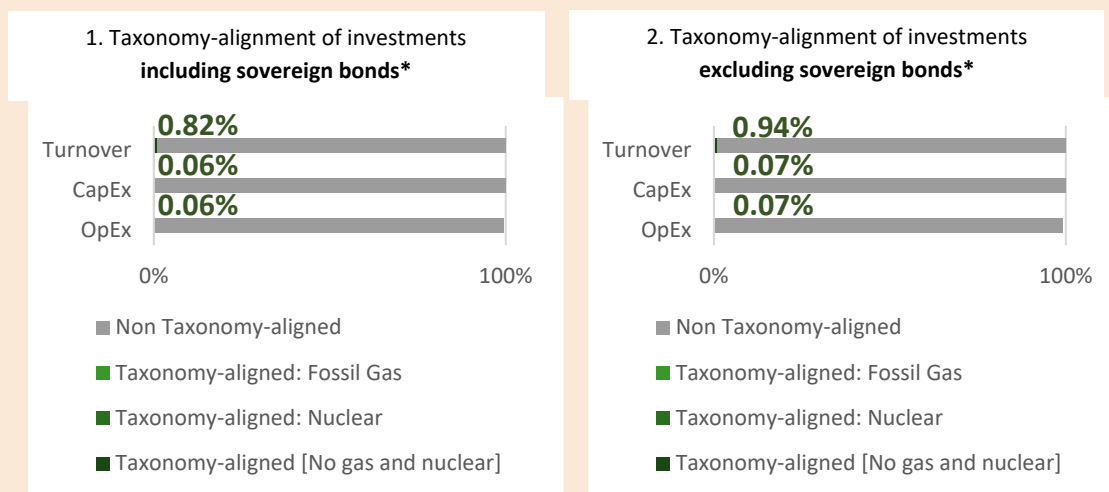 1. Taxonomy-alignment of investments
including sovereign bonds*
0.82%
Turnover
0.06%
CapEx
0.06%
OpEx
0% 100%
Non Taxonomy-aligned
Taxonomy-aligned: Fossil Gas
Taxonomy-aligned: Nuclear
Taxonomy-aligned [No gas and nuclear]
2. Taxonomy-alignment of investments
excluding sovereign bonds*
0.94%
Turnover
0.07%
CapEx
0.07%
OpEx
0% 100%
Non Taxonomy-aligned
Taxonomy-aligned: Fossil Gas
Taxonomy-aligned: Nuclear
Taxonomy-aligned [No gas and nuclear]